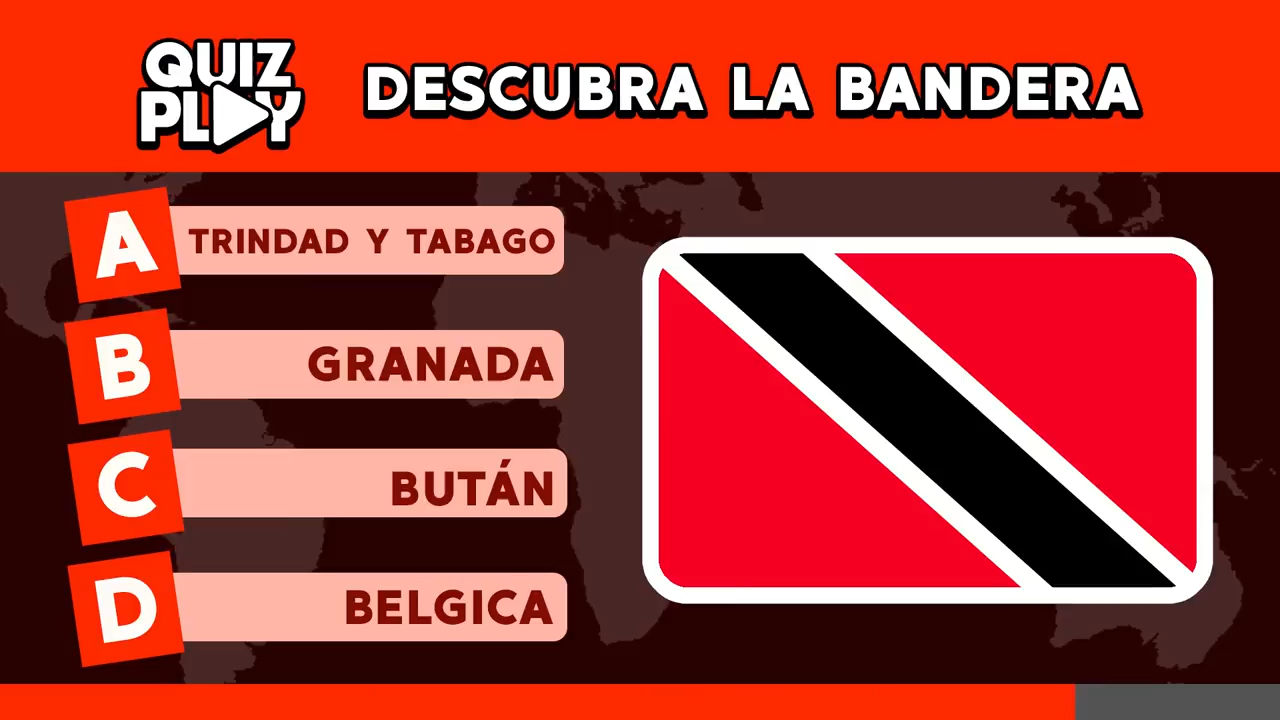 QUIZ
PLAY
DESCUBRA LA BANDERA
A
TRINDAD Y TABAGO
B
GRANADA
C
BUTÁN
D
BELGICA